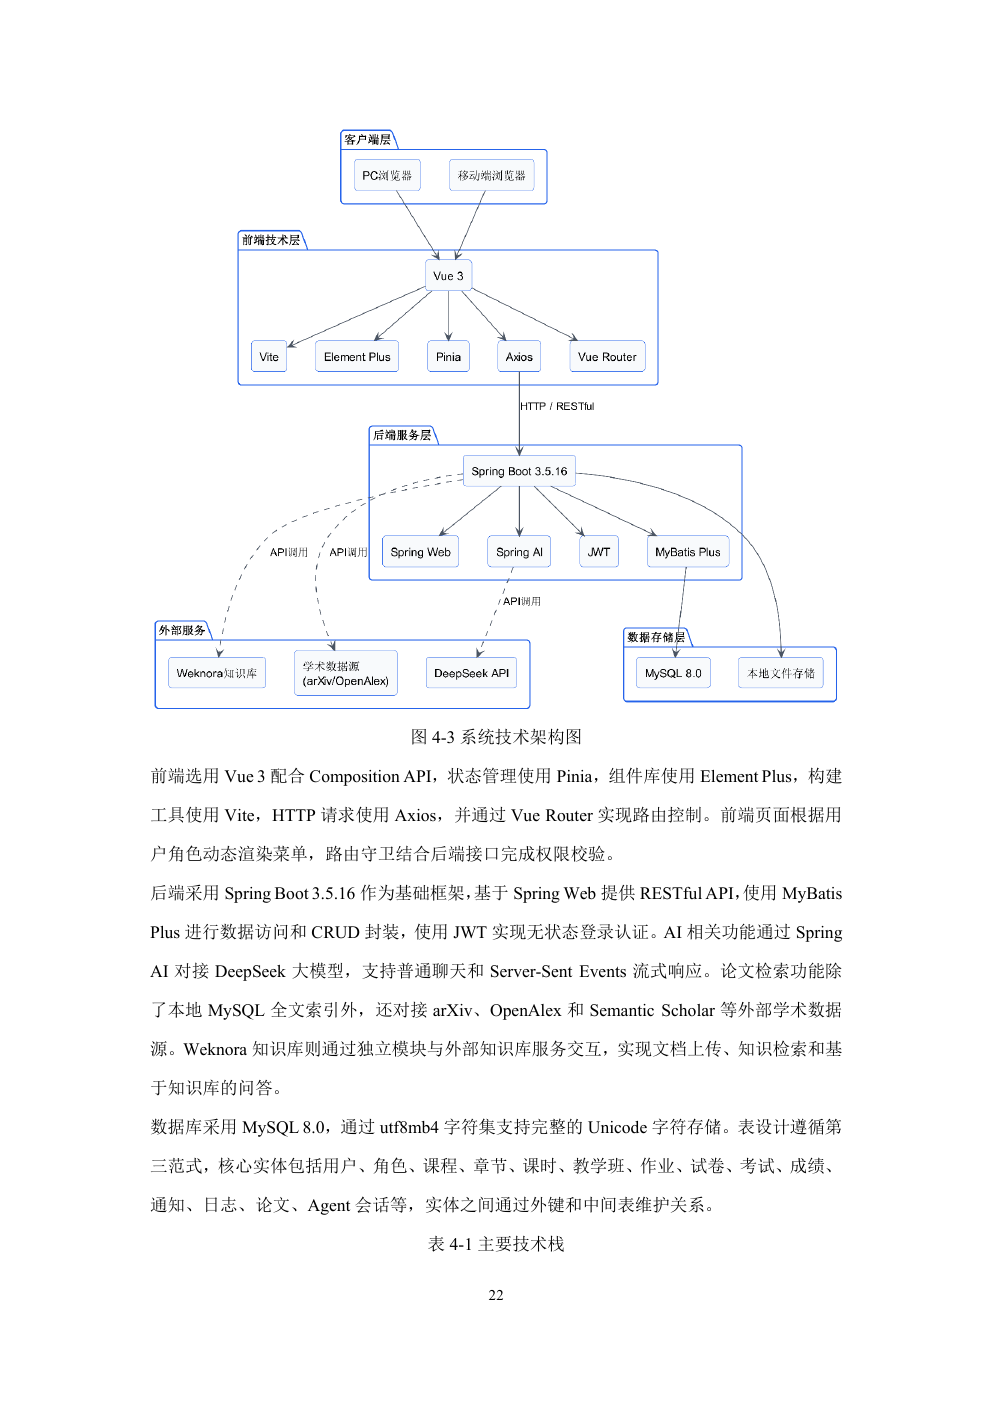 客户端层
PC浏览器
移动端浏览器
前端技术层
Vue 3
Vite
Element Plus
Pinia
Axios
Vue Router
HTTP / RESTful
后端服务层
Spring Boot 3.5.16
Spring Web
Spring AI
JWT
MyBatis Plus
API调用
API调用
API调用
外部服务
Weknora知识库
学术数据源
(arXiv/OpenAlex)
DeepSeek API
数据存储层
MySQL 8.0
本地文件存储
图 4-3 系统技术架构图
前端选用 Vue 3 配合 Composition API，状态管理使用 Pinia，组件库使用 Element Plus，构建
工具使用 Vite，HTTP 请求使用 Axios，并通过 Vue Router 实现路由控制。前端页面根据用
户角色动态渲染菜单，路由守卫结合后端接口完成权限校验。
后端采用 Spring Boot 3.5.16 作为基础框架，基于 Spring Web 提供 RESTful API，使用 MyBatis
Plus 进行数据访问和 CRUD 封装，使用 JWT 实现无状态登录认证。AI 相关功能通过 Spring
AI 对接 DeepSeek 大模型，支持普通聊天和 Server-Sent Events 流式响应。论文检索功能除
了本地 MySQL 全文索引外，还对接 arXiv、OpenAlex 和 Semantic Scholar 等外部学术数据
源。Weknora 知识库则通过独立模块与外部知识库服务交互，实现文档上传、知识检索和基
于知识库的问答。
数据库采用 MySQL 8.0，通过 utf8mb4 字符集支持完整的 Unicode 字符存储。表设计遵循第
三范式，核心实体包括用户、角色、课程、章节、课时、教学班、作业、试卷、考试、成绩、
通知、日志、论文、Agent 会话等，实体之间通过外键和中间表维护关系。
表 4-1 主要技术栈
22